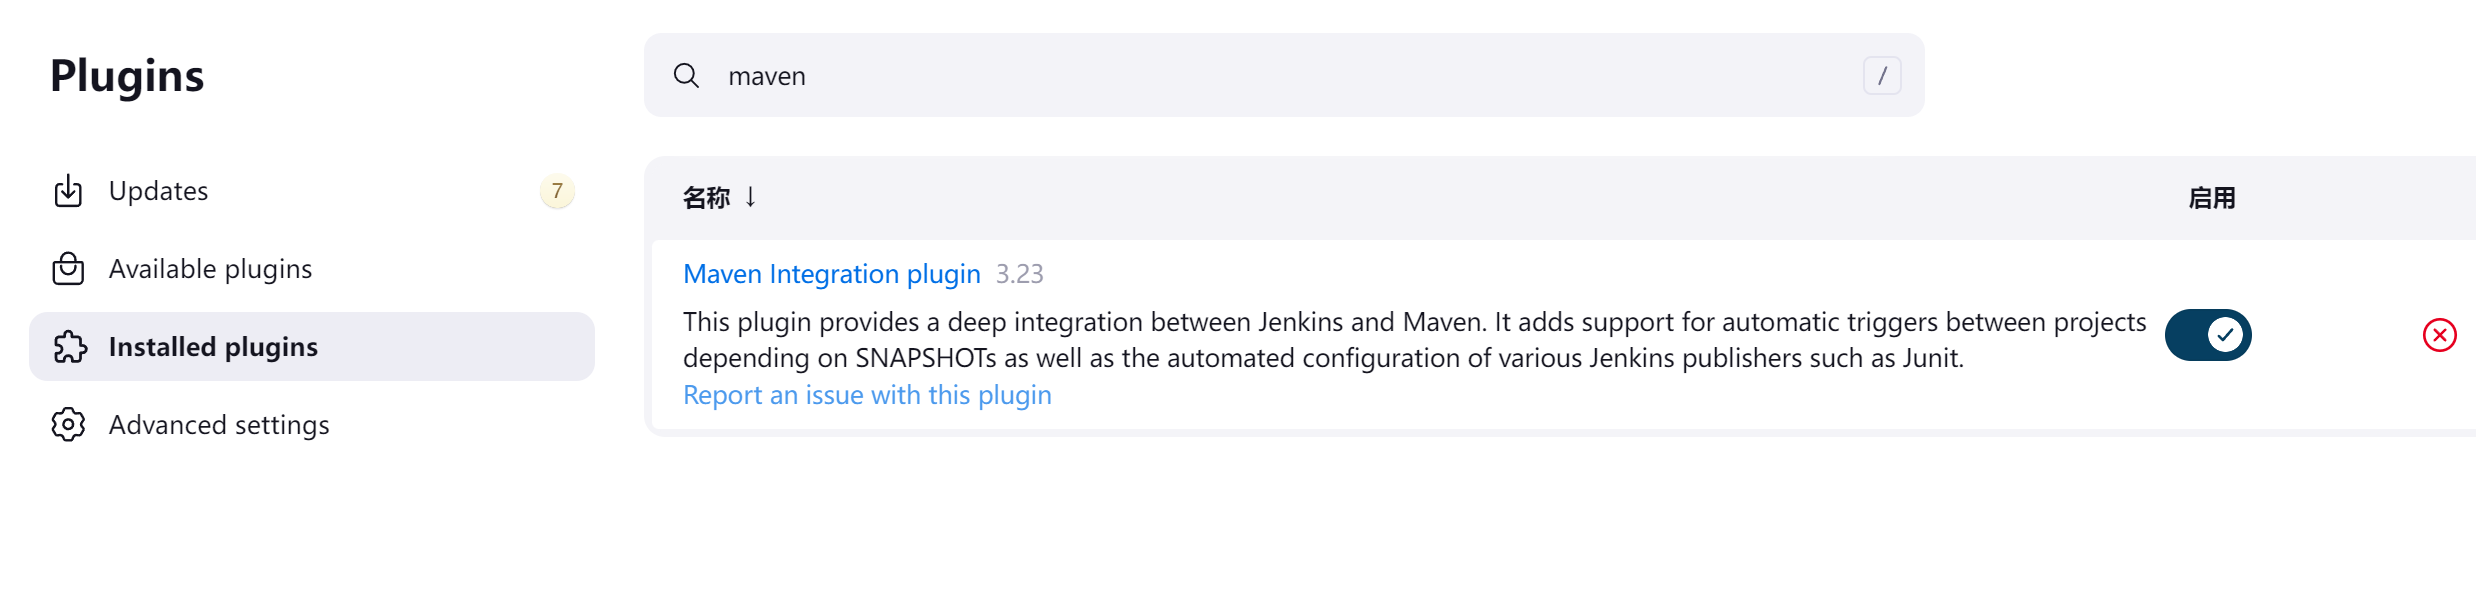 Plugins
maven
/
Updates
7
Available plugins
Installed plugins
Advanced settings
名称 ↓
启用
Maven Integration plugin 3.23
This plugin provides a deep integration between Jenkins and Maven. It adds support for automatic triggers between projects
depending on SNAPSHOTs as well as the automated configuration of various Jenkins publishers such as Junit.
Report an issue with this plugin